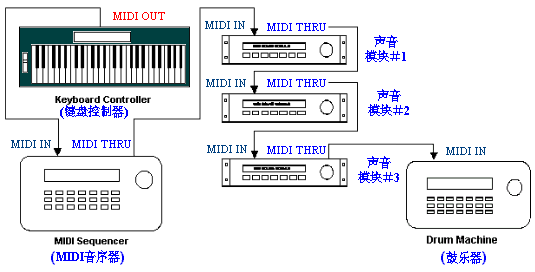 MIDI OUT
Keyboard Controller
(键盘控制器)
MIDI IN
MIDI THRU
MIDI Sequencer
(MIDI音序器)
MIDI IN
MIDI THRU
声音
模块#1
MIDI IN
MIDI THRU
声音
模块#2
MIDI IN
MIDI THRU
声音
模块#3
MIDI IN
Drum Machine
(鼓乐器)